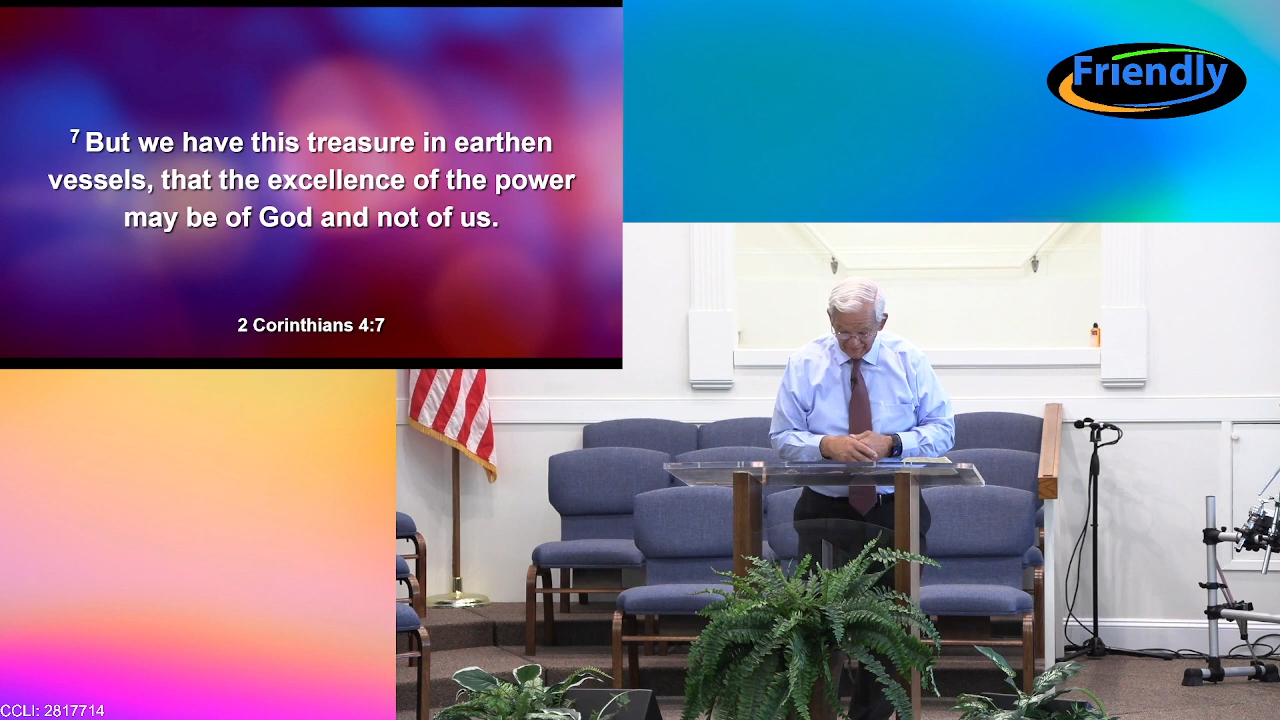 7 But we have this treasure in earthen
vessels, that the excellence of the power
may be of God and not of us.
2 Corinthians 4:7
Friendly
CCLI: 2817714